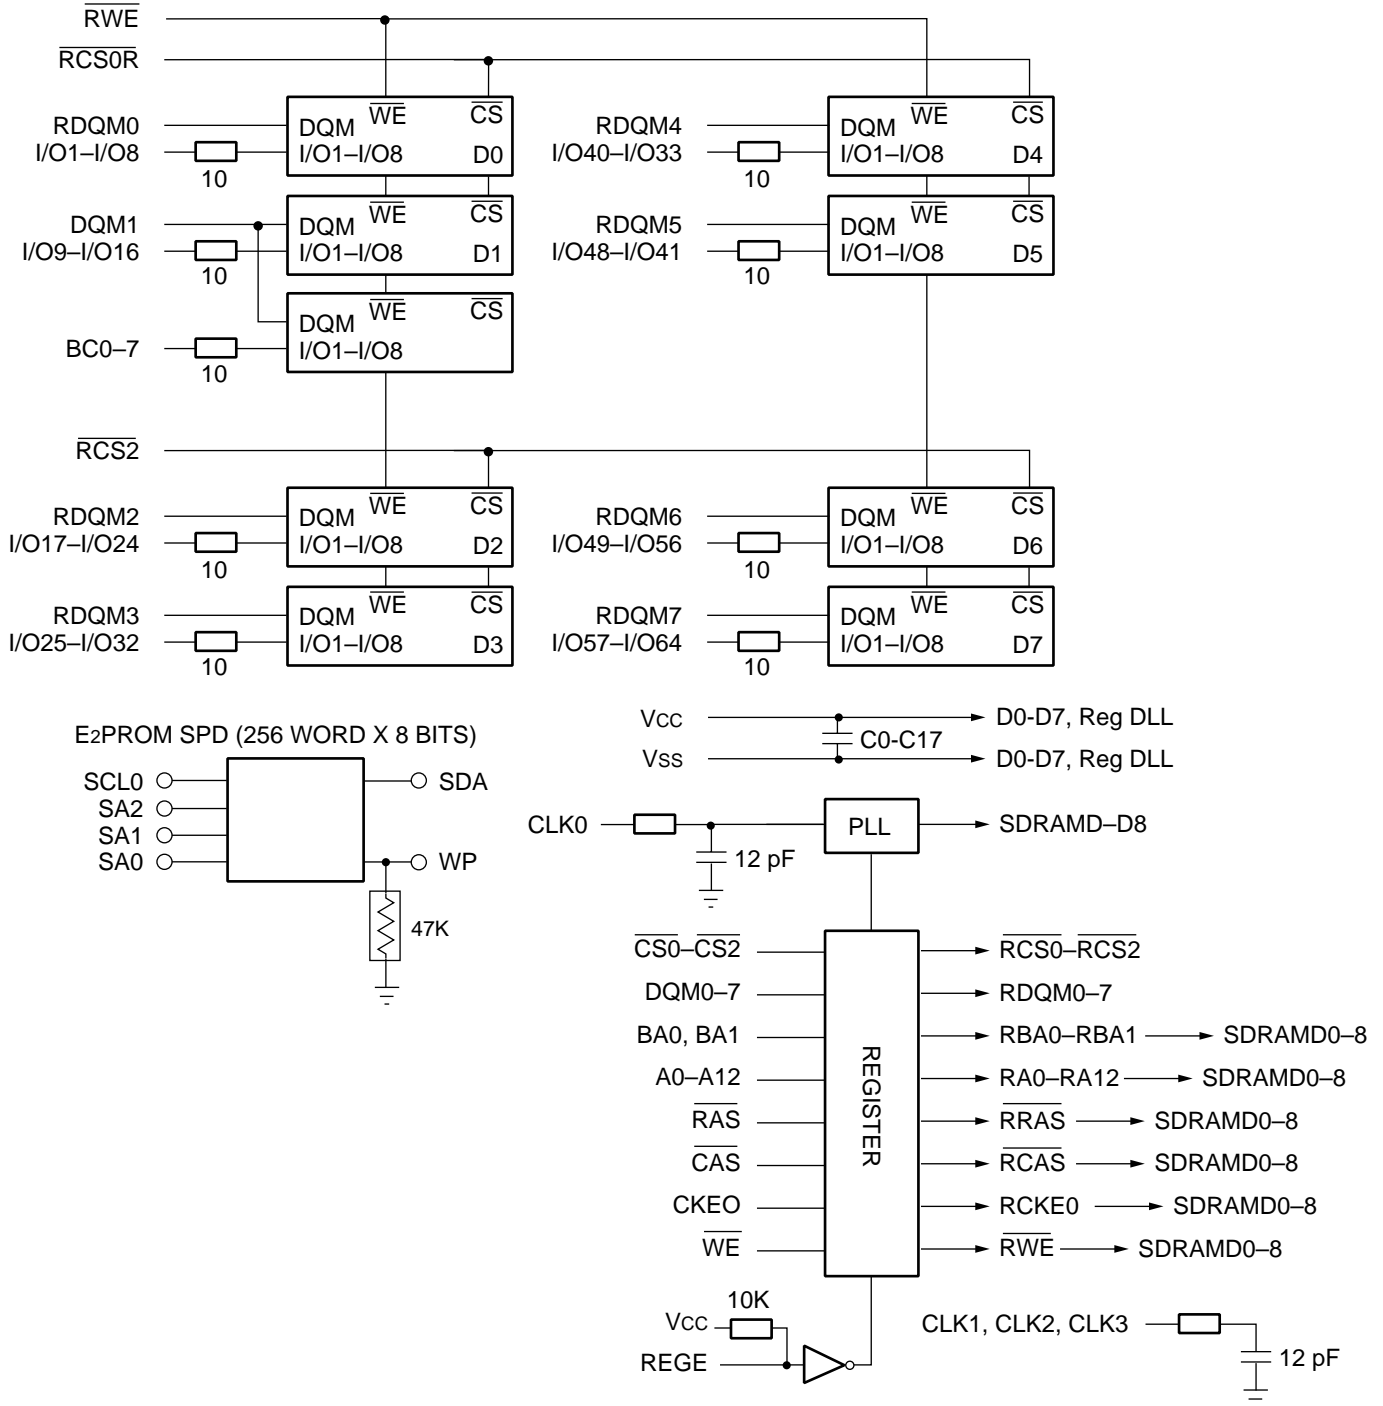 RWE
RCS0R
RDQM0
I/O1–I/O8
10
DQM WE CS
I/O1–I/O8 D0
RDQM4
I/O40–I/O33
10
DQM WE CS
I/O1–I/O8 D4
DQM1
I/O9–I/O16
10
DQM WE CS
I/O1–I/O8 D1
RDQM5
I/O48–I/O41
10
DQM WE CS
I/O1–I/O8 D5
BC0–7
10
DQM WE CS
I/O1–I/O8
RCS2
RDQM2
I/O17–I/O24
10
DQM WE CS
I/O1–I/O8 D2
RDQM6
I/O49–I/O56
10
DQM WE CS
I/O1–I/O8 D6
RDQM3
I/O25–I/O32
10
DQM WE CS
I/O1–I/O8 D3
RDQM7
I/O57–I/O64
10
DQM WE CS
I/O1–I/O8 D7
E2PROM SPD (256 WORD X 8 BITS)
SCL0
SA2
SA1
SA0
SDA
WP
47K
VCC D0-D7, Reg DLL
C0-C17
VSS D0-D7, Reg DLL
CLK0 PLL SDRAMD–D8
12 pF
REGISTER
CS0–CS2 RCS0–RCS2
DQM0–7 RDQM0–7
BA0, BA1 RBA0–RBA1 SDRAMD0–8
A0–A12 RA0–RA12 SDRAMD0–8
RAS RRAS SDRAMD0–8
CAS RCAS SDRAMD0–8
CKEO RCKE0 SDRAMD0–8
WE RWE SDRAMD0–8
10K
VCC
REGE
CLK1, CLK2, CLK3
12 pF